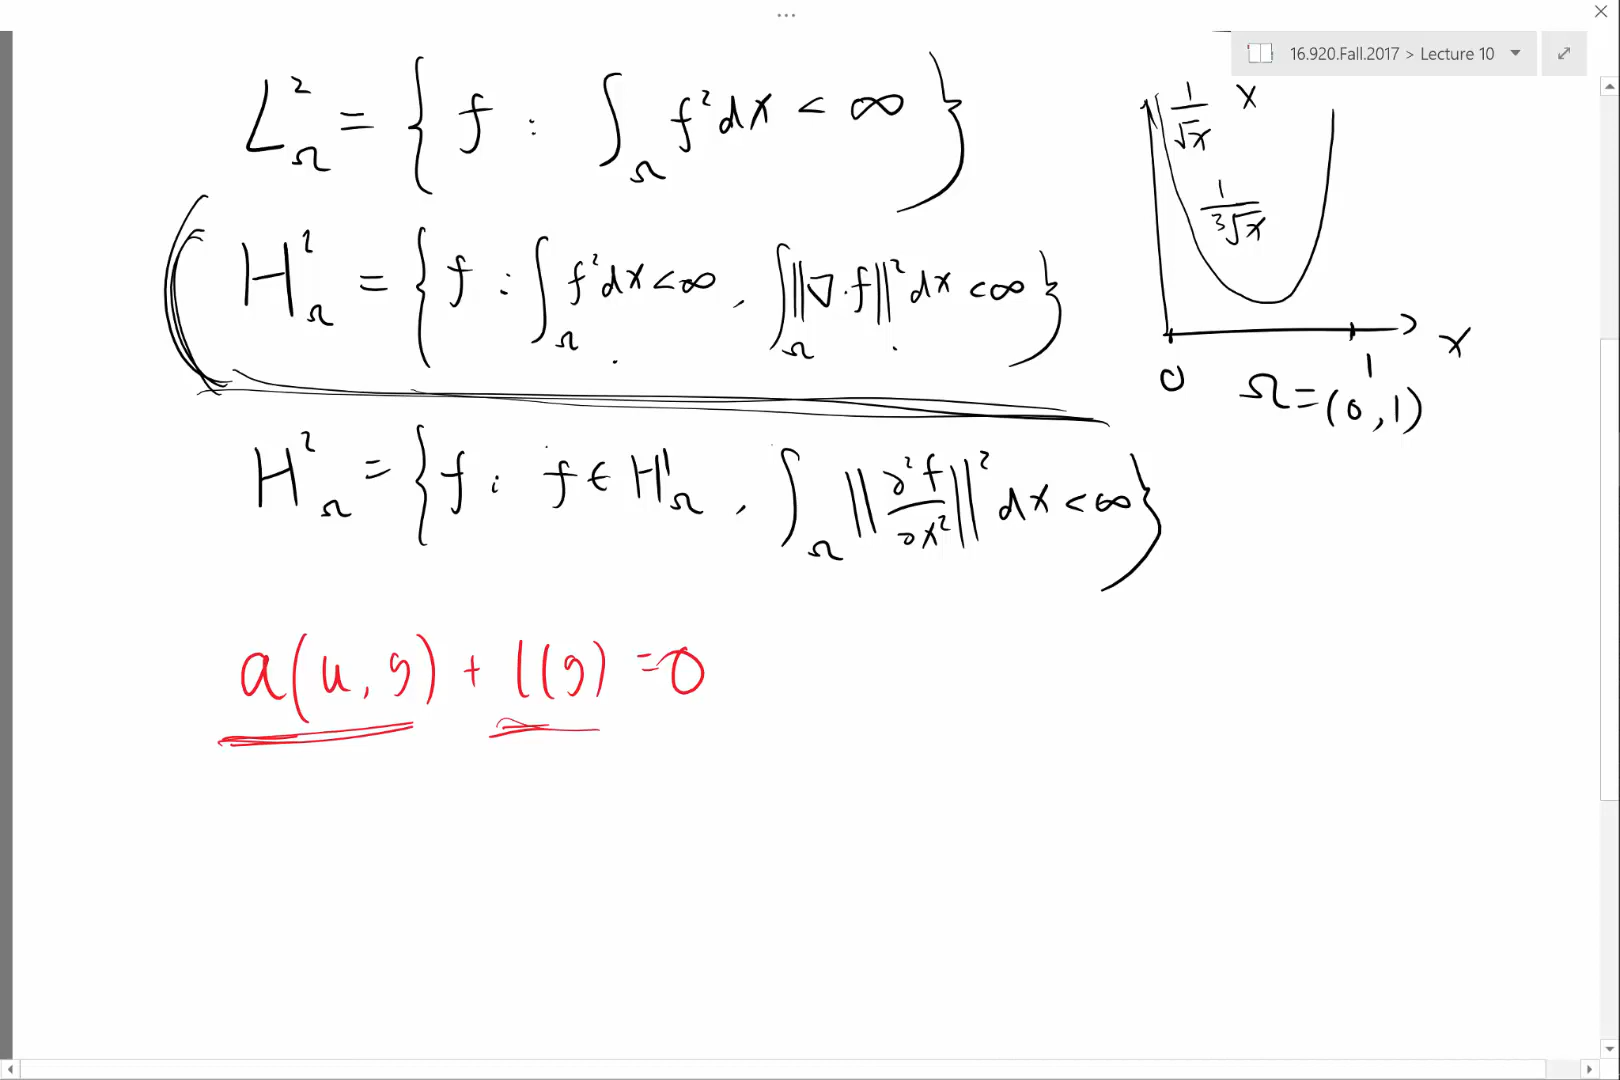 ...
16.920.Fall.2017 > Lecture 10
L²_Ω = { f : ∫_Ω f² dx < ∞ }
1/√x X
1/³√x
H¹_Ω = { f : ∫_Ω f² dx < ∞ , ∫_Ω ||∇·f||² dx < ∞ }
x
0 1
Ω = (0,1)
H²_Ω = { f : f ∈ H¹_Ω , ∫_Ω ||∂²f/∂x²||² dx < ∞ }
a(u,g) + l(g) = 0